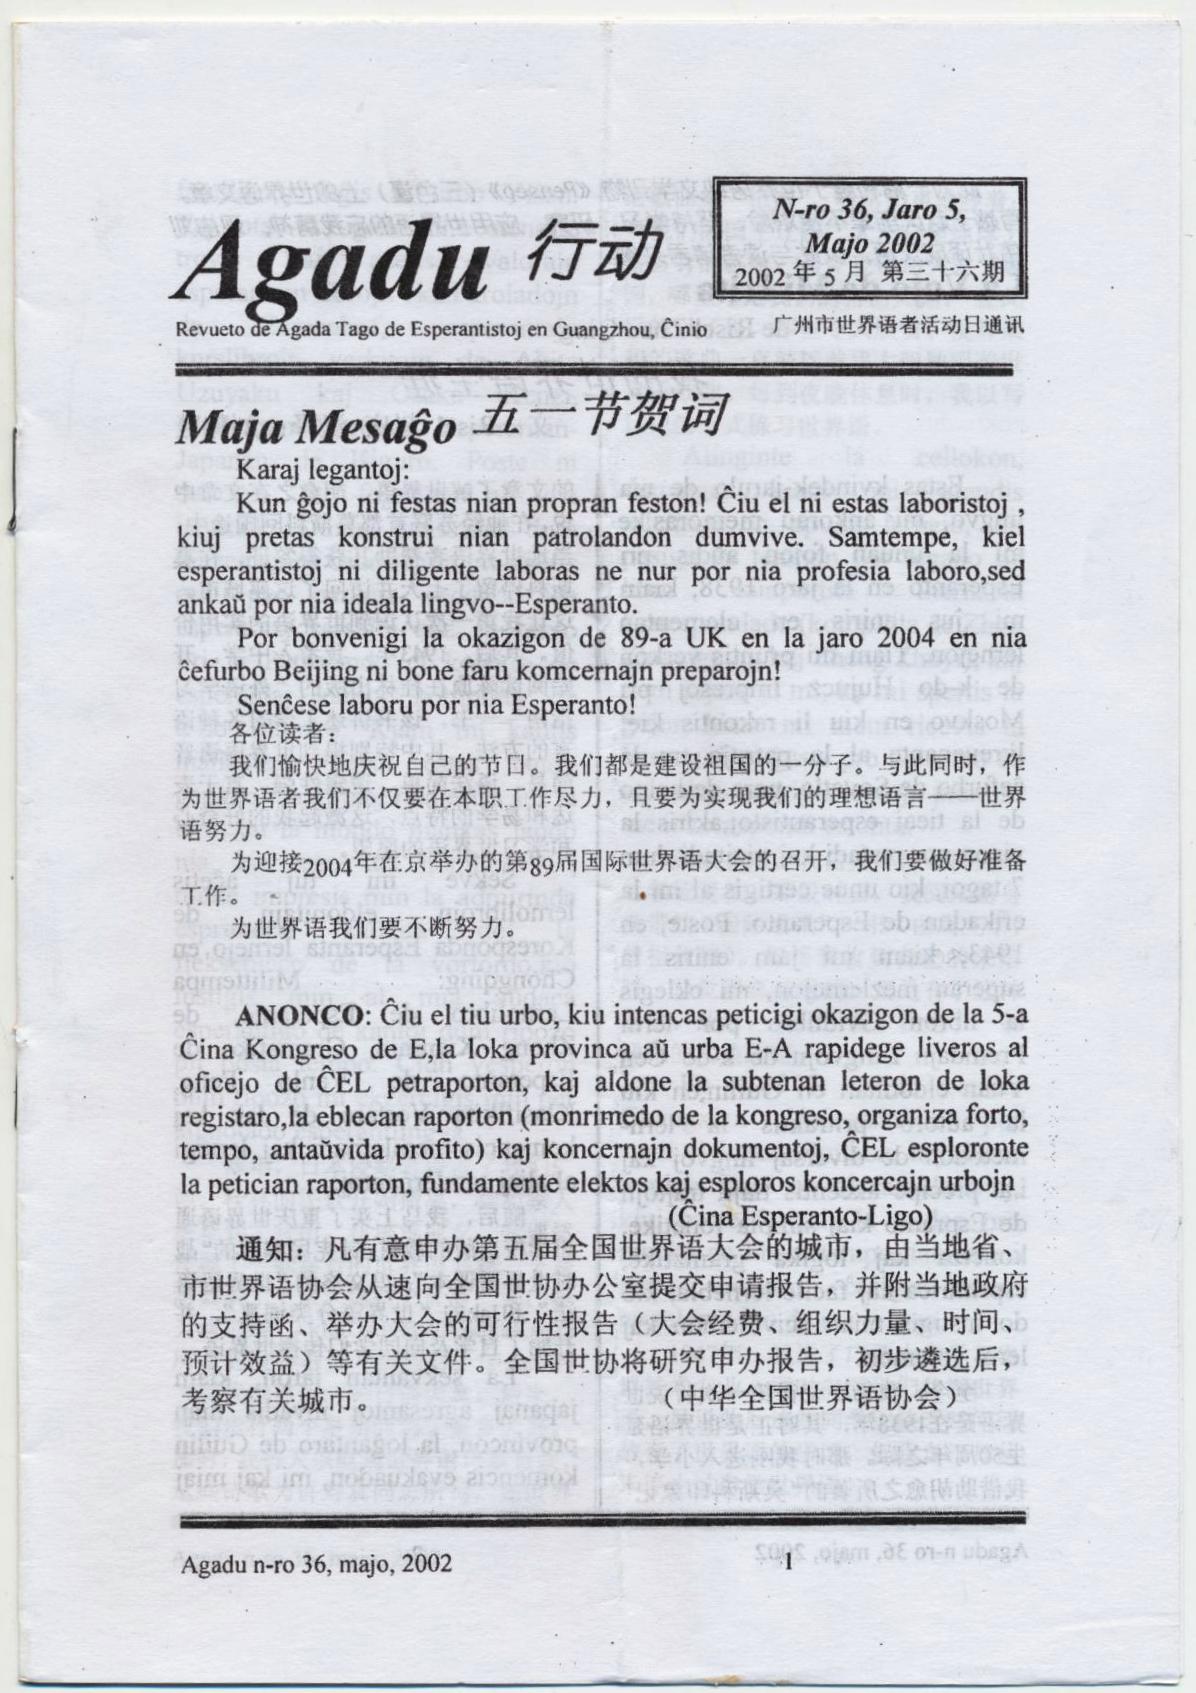 Agadu 行动
N-ro 36, Jaro 5,
Majo 2002
2002年5月 第三十六期
Revueto de Agada Tago de Esperantistoj en Guangzhou, Ĉinio
广州市世界语者活动日通讯
Maja Mesaĝo 五一节贺词
Karaj legantoj:
Kun ĝojo ni festas nian propran feston! Ĉiu el ni estas laboristoj ,
kiuj pretas konstrui nian patrolandon dumvive. Samtempe, kiel
esperantistoj ni diligente laboras ne nur por nia profesia laboro,sed
ankaŭ por nia ideala lingvo--Esperanto.
Por bonvenigi la okazigon de 89-a UK en la jaro 2004 en nia
ĉefurbo Beijing ni bone faru komcernajn preparojn!
Senĉese laboru por nia Esperanto!
各位读者：
我们愉快地庆祝自己的节日。我们都是建设祖国的一分子。与此同时，作
为世界语者我们不仅要在本职工作尽力，且要为实现我们的理想语言——世界
语努力。
为迎接2004年在京举办的第89届国际世界语大会的召开，我们要做好准备
工作。
为世界语我们要不断努力。
ANONCO: Ĉiu el tiu urbo, kiu intencas peticigi okazigon de la 5-a
Ĉina Kongreso de E,la loka provinca aŭ urba E-A rapidege liveros al
oficejo de ĈEL petraporton, kaj aldone la subtenan leteron de loka
registaro,la eblecan raporton (monrimedo de la kongreso, organiza forto,
tempo, antaŭvida profito) kaj koncernajn dokumentoj, ĈEL esploronte
la petician raporton, fundamente elektos kaj esploros koncercajn urbojn
(Ĉina Esperanto-Ligo)
通知：凡有意申办第五届全国世界语大会的城市，由当地省、
市世界语协会从速向全国世协办公室提交申请报告，并附当地政府
的支持函、举办大会的可行性报告（大会经费、组织力量、时间、
预计效益）等有关文件。全国世协将研究申办报告，初步遴选后，
考察有关城市。 （中华全国世界语协会）
Agadu n-ro 36, majo, 2002 1